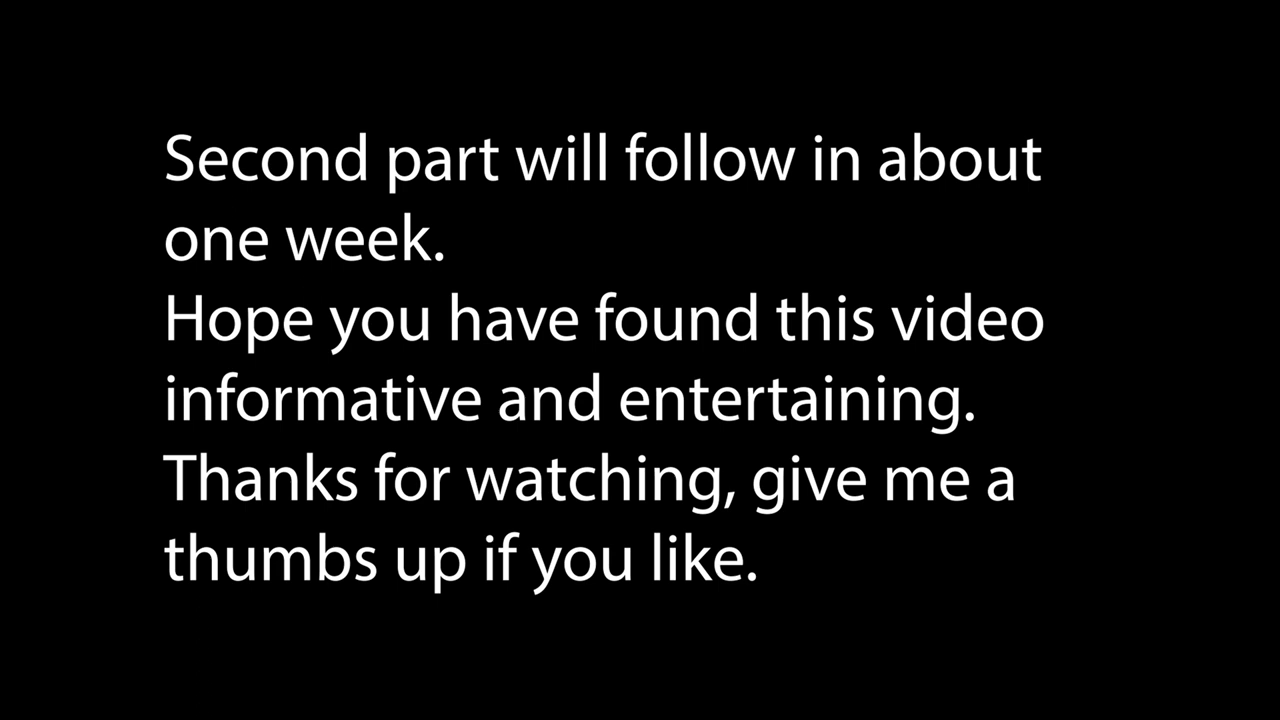 Second part will follow in about
one week.
Hope you have found this video
informative and entertaining.
Thanks for watching, give me a
thumbs up if you like.